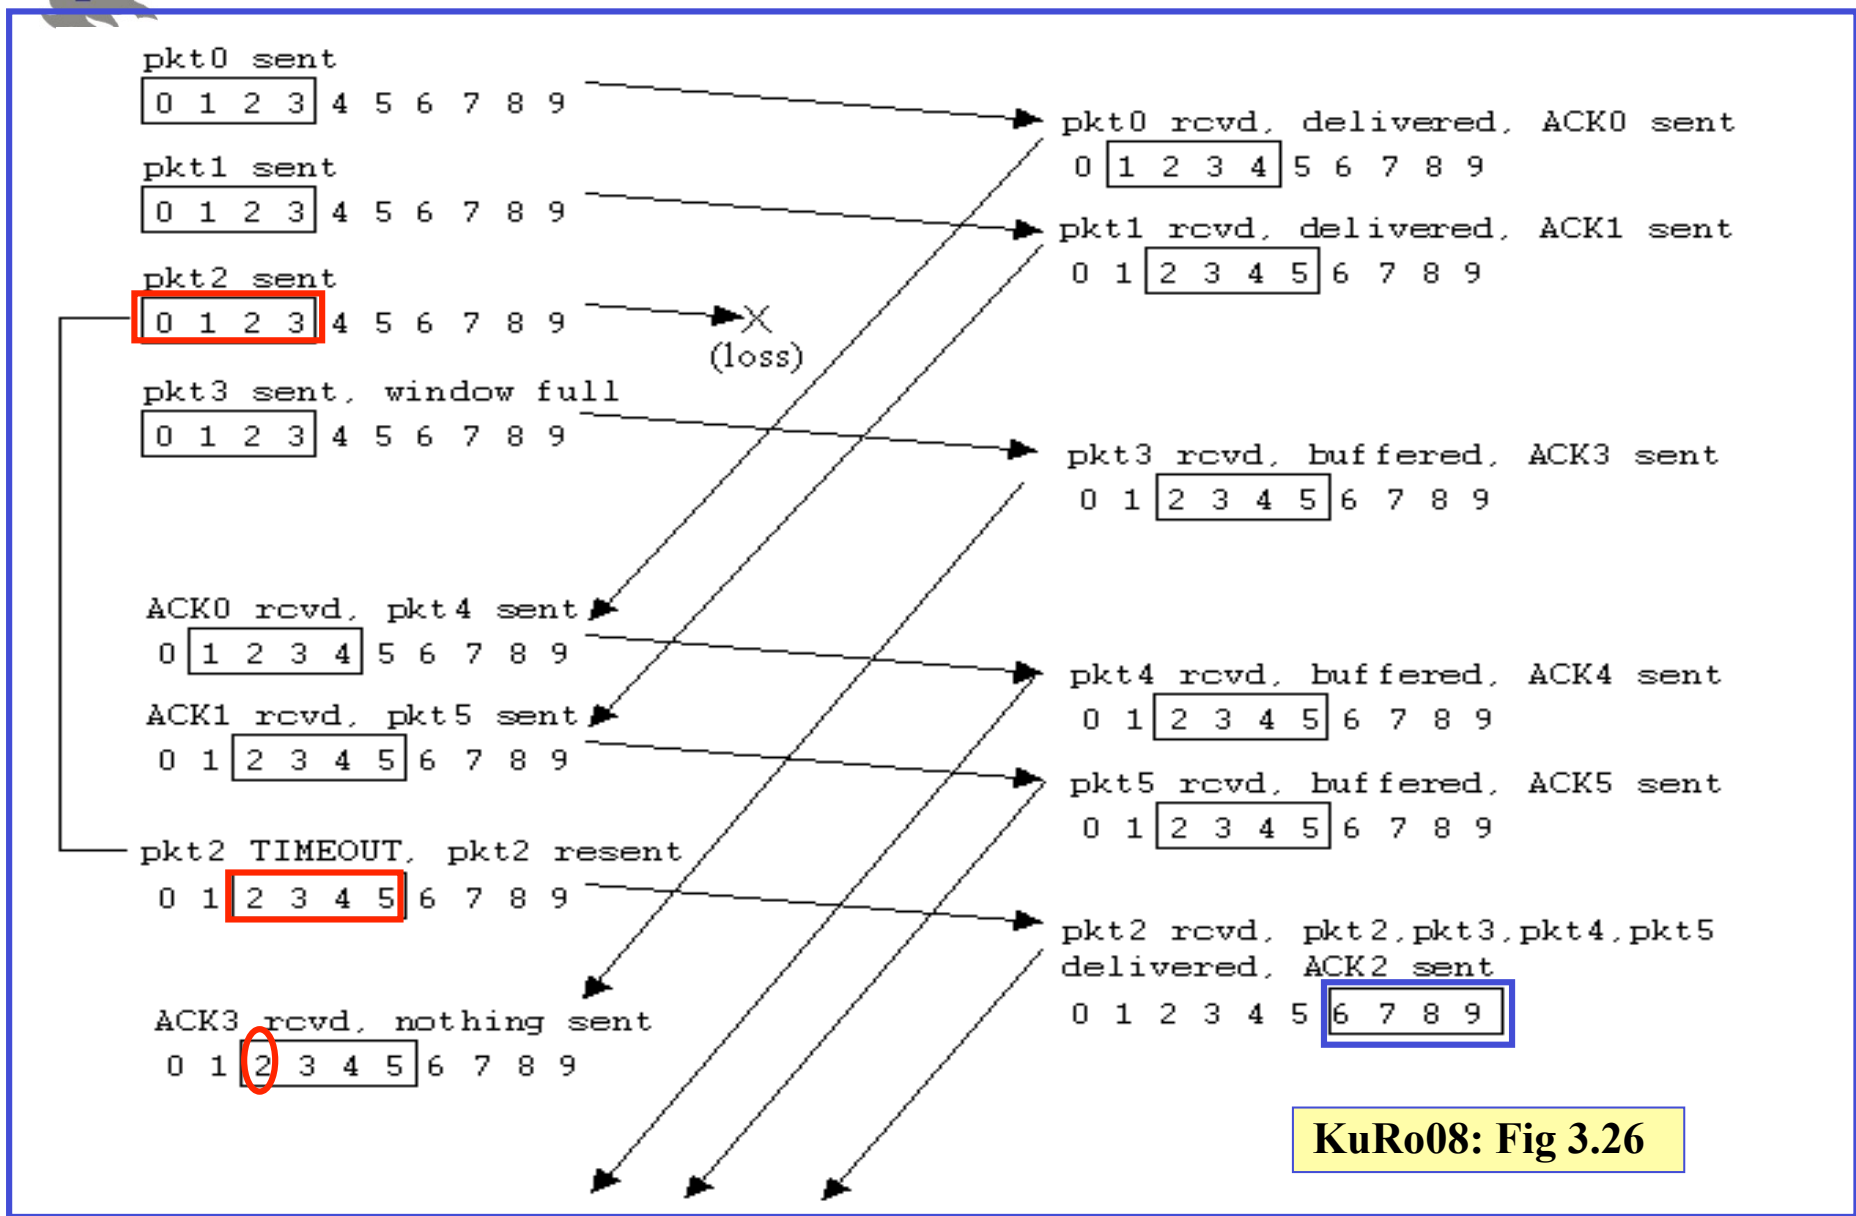 pkt0 sent
0 1 2 3 4 5 6 7 8 9
pkt1 sent
0 1 2 3 4 5 6 7 8 9
pkt2 sent
0 1 2 3 4 5 6 7 8 9
(loss)
pkt3 sent, window full
0 1 2 3 4 5 6 7 8 9
ACK0 rcvd, pkt4 sent
0 1 2 3 4 5 6 7 8 9
ACK1 rcvd, pkt5 sent
0 1 2 3 4 5 6 7 8 9
pkt2 TIMEOUT, pkt2 resent
0 1 2 3 4 5 6 7 8 9
ACK3 rcvd, nothing sent
0 1 2 3 4 5 6 7 8 9
pkt0 rcvd, delivered, ACK0 sent
0 1 2 3 4 5 6 7 8 9
pkt1 rcvd, delivered, ACK1 sent
0 1 2 3 4 5 6 7 8 9
pkt3 rcvd, buffered, ACK3 sent
0 1 2 3 4 5 6 7 8 9
pkt4 rcvd, buffered, ACK4 sent
0 1 2 3 4 5 6 7 8 9
pkt5 rcvd, buffered, ACK5 sent
0 1 2 3 4 5 6 7 8 9
pkt2 rcvd, pkt2,pkt3,pkt4,pkt5
delivered, ACK2 sent
0 1 2 3 4 5 6 7 8 9
KuRo08: Fig 3.26